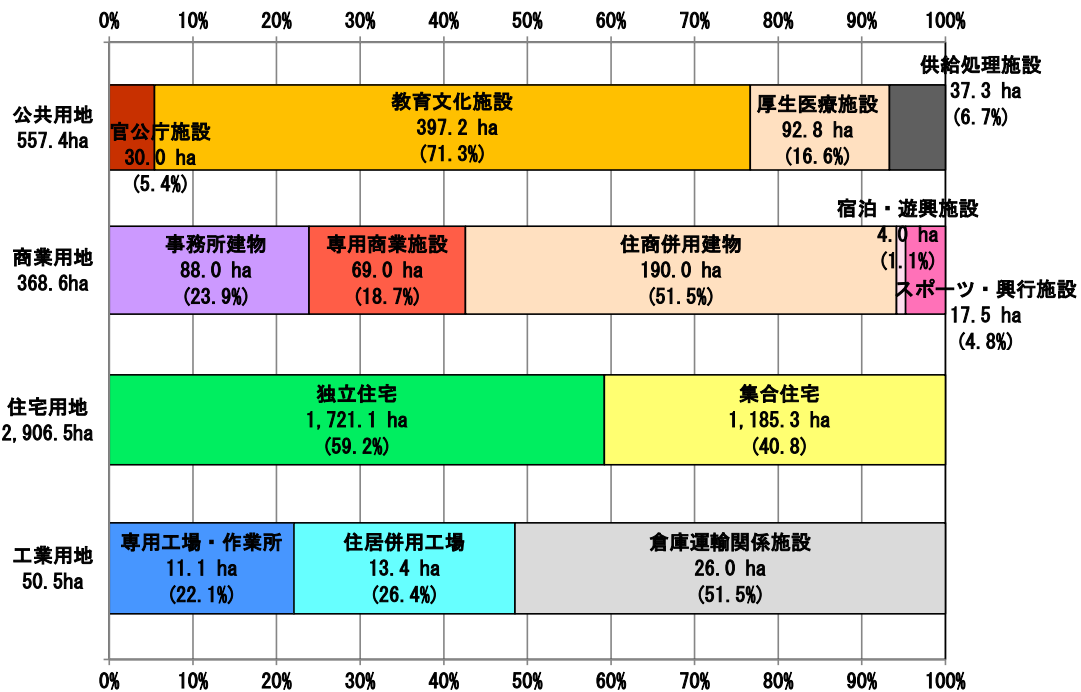 0% 10% 20% 30% 40% 50% 60% 70% 80% 90% 100%
公共用地
557.4ha
官公庁施設
30.0 ha
(5.4%)
教育文化施設
397.2 ha
(71.3%)
厚生医療施設
92.8 ha
(16.6%)
供給処理施設
37.3 ha
(6.7%)
商業用地
368.6ha
事務所建物
88.0 ha
(23.9%)
専用商業施設
69.0 ha
(18.7%)
住商併用建物
190.0 ha
(51.5%)
宿泊・遊興施設
4.0 ha
(1.1%)
スポーツ・興行施設
17.5 ha
(4.8%)
住宅用地
2,906.5ha
独立住宅
1,721.1 ha
(59.2%)
集合住宅
1,185.3 ha
(40.8)
工業用地
50.5ha
専用工場・作業所
11.1 ha
(22.1%)
住居併用工場
13.4 ha
(26.4%)
倉庫運輸関係施設
26.0 ha
(51.5%)
0% 10% 20% 30% 40% 50% 60% 70% 80% 90% 100%